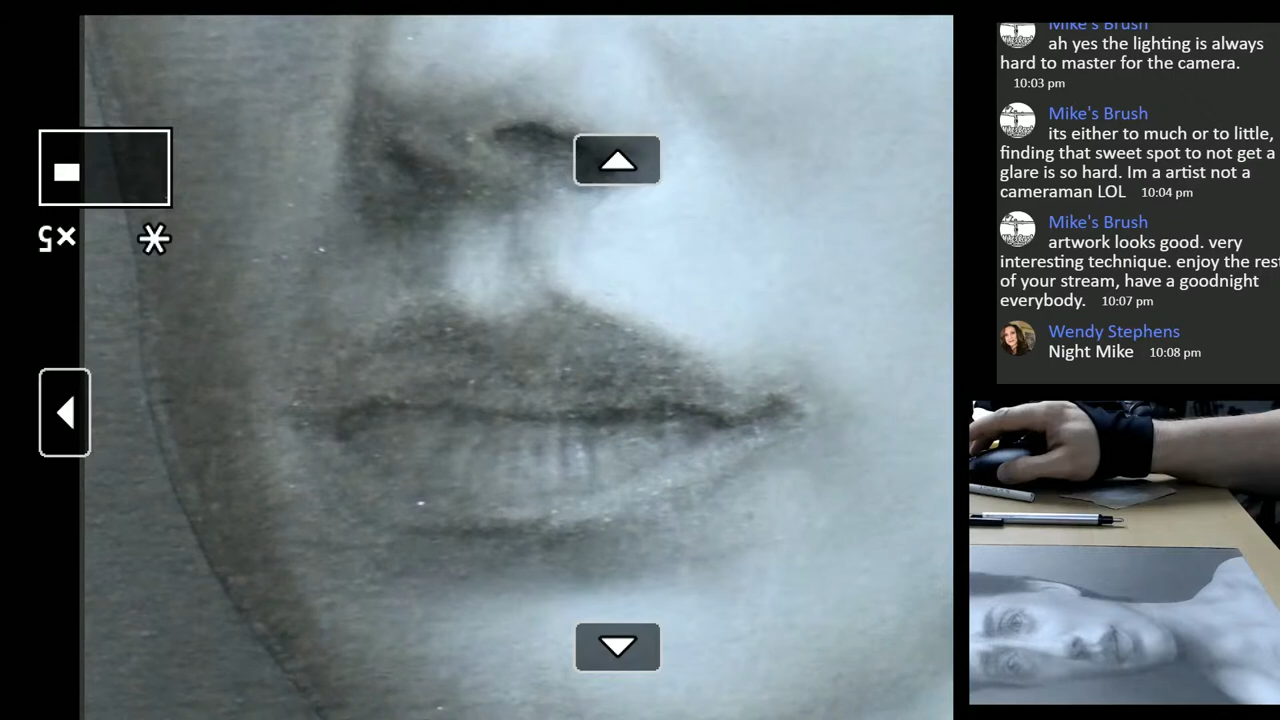 x5
Mike's Brush
ah yes the lighting is always
hard to master for the camera.
10:03 pm
Mike's Brush
its either to much or to little,
finding that sweet spot to not get a
glare is so hard. Im a artist not a
cameraman LOL 10:04 pm
Mike's Brush
artwork looks good. very
interesting technique. enjoy the rest
of your stream, have a goodnight
everybody. 10:07 pm
Wendy Stephens
Night Mike 10:08 pm